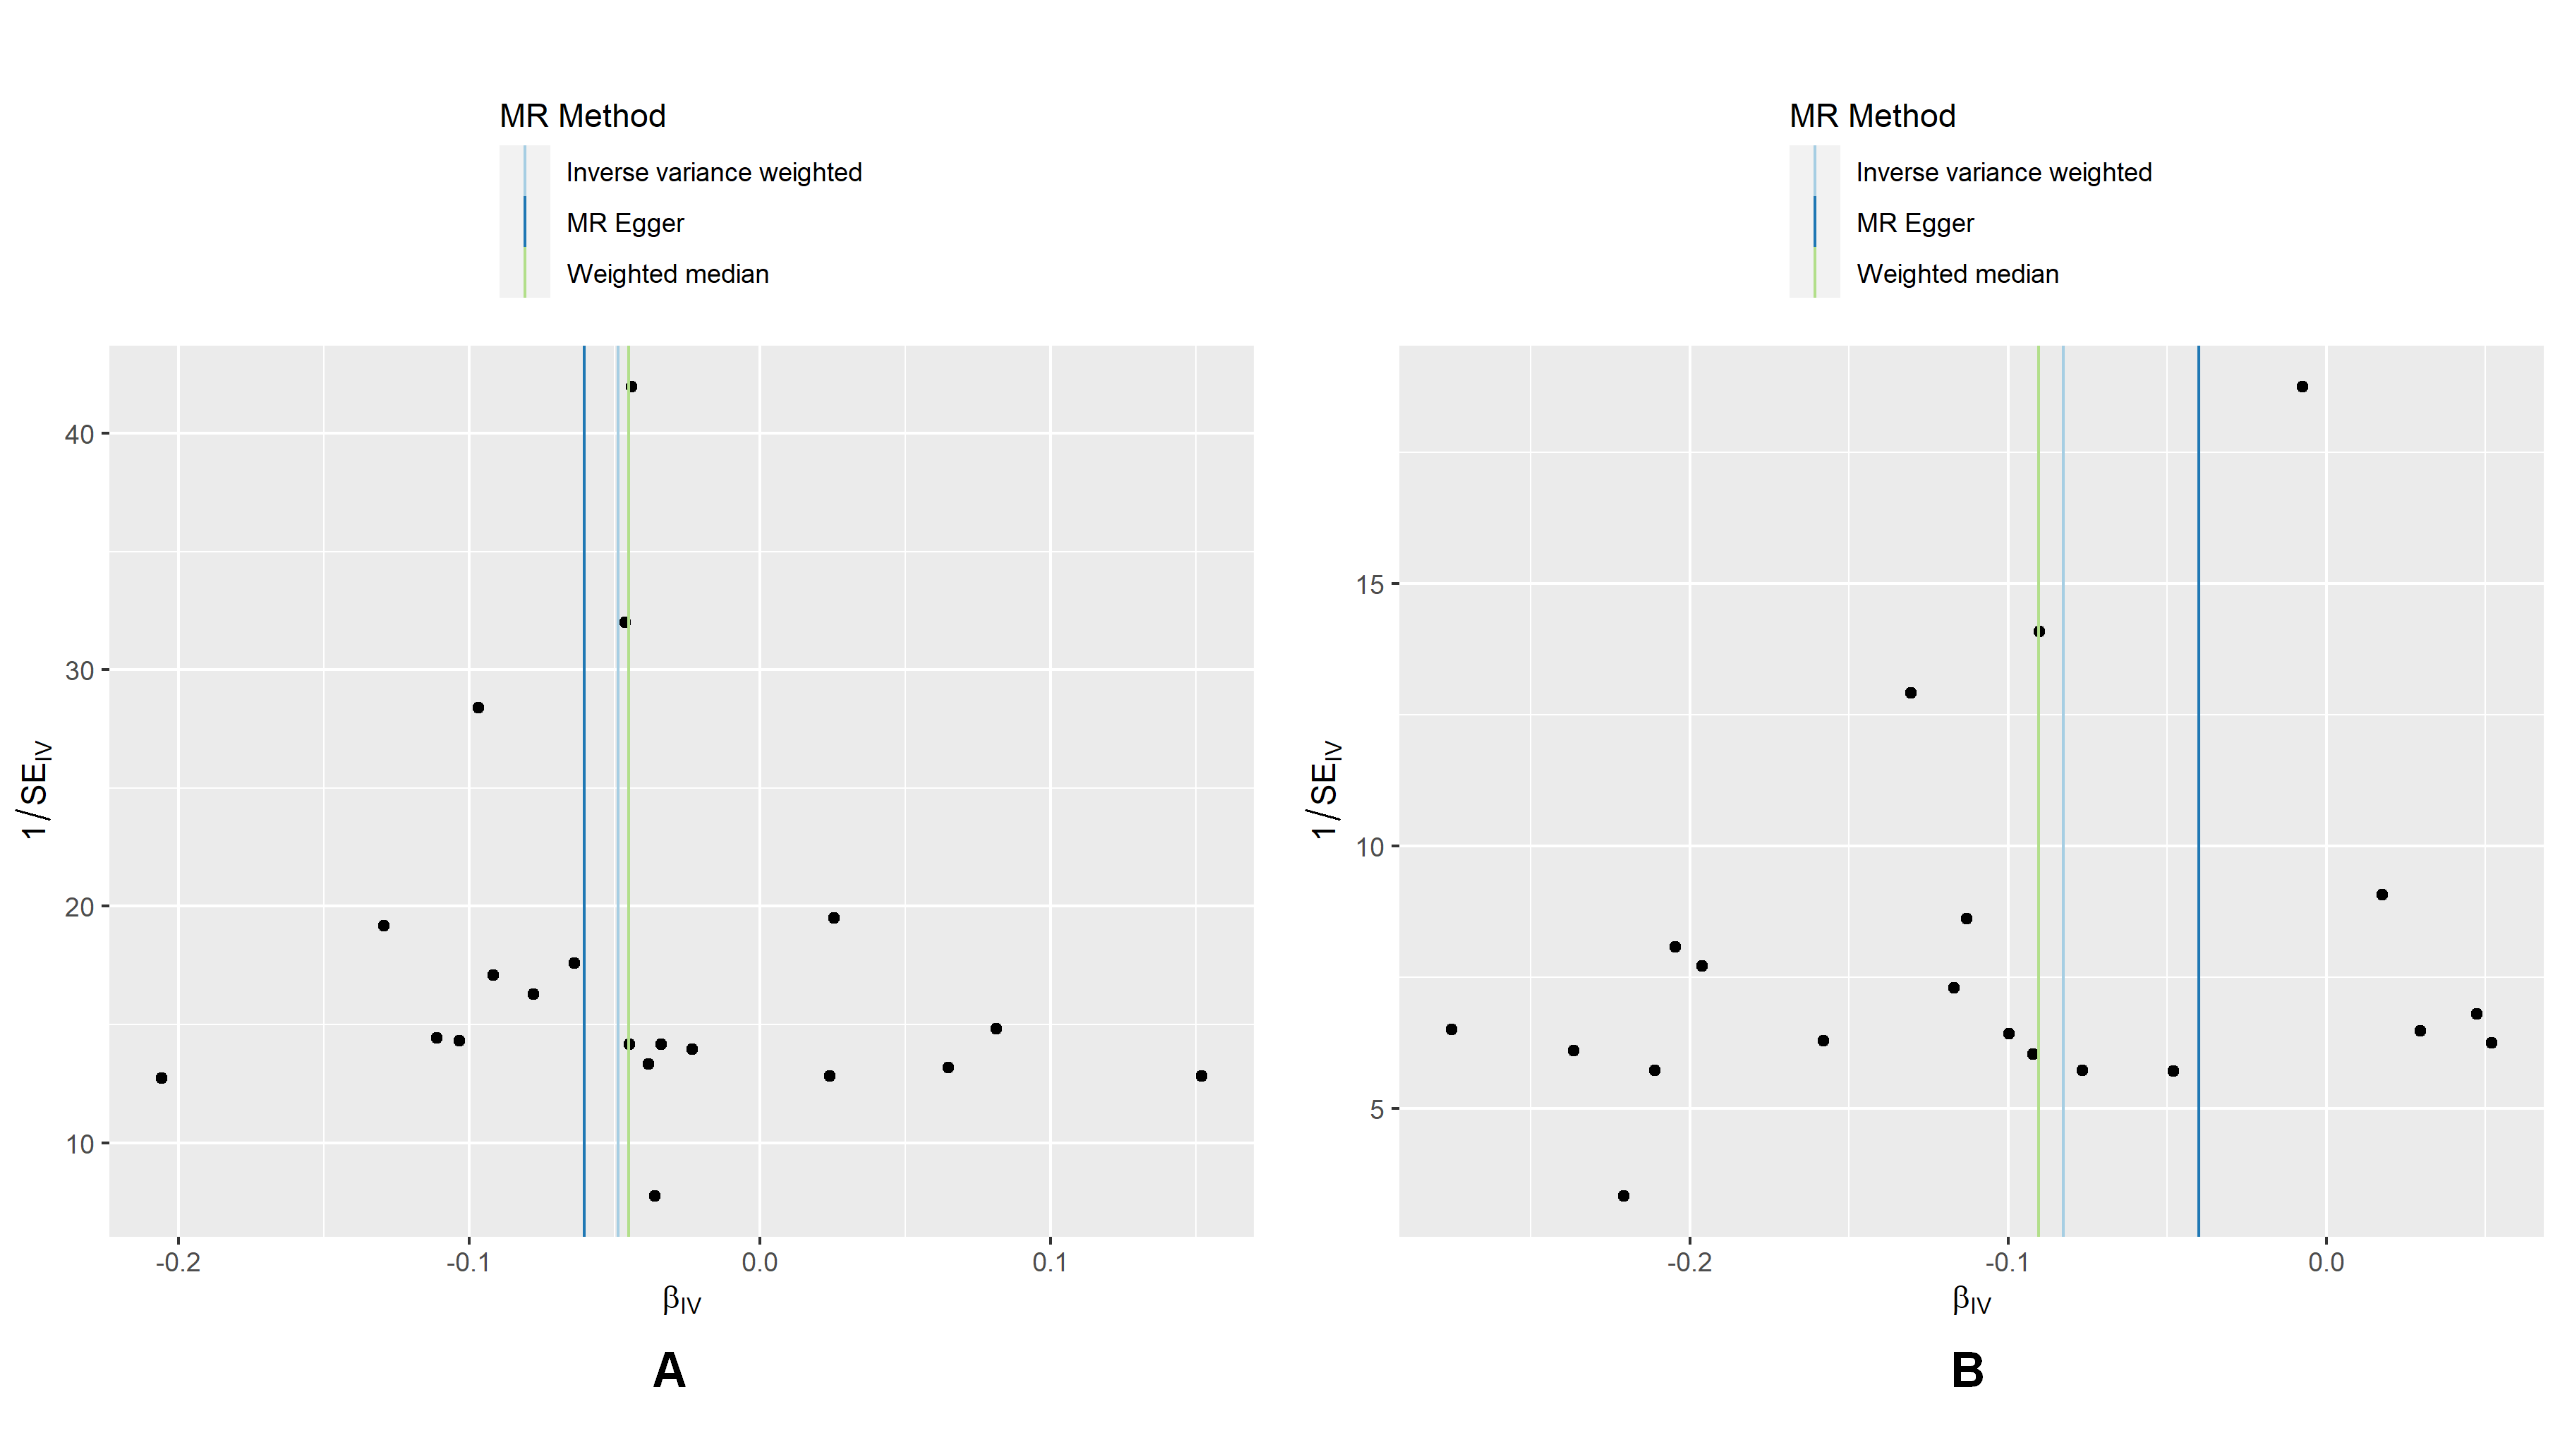 MR Method
Inverse variance weighted
MR Egger
Weighted median
40
30
20
10
1/SE_IV
-0.2 -0.1 0.0 0.1
β_IV
A
MR Method
Inverse variance weighted
MR Egger
Weighted median
15
10
5
1/SE_IV
-0.2 -0.1 0.0
β_IV
B